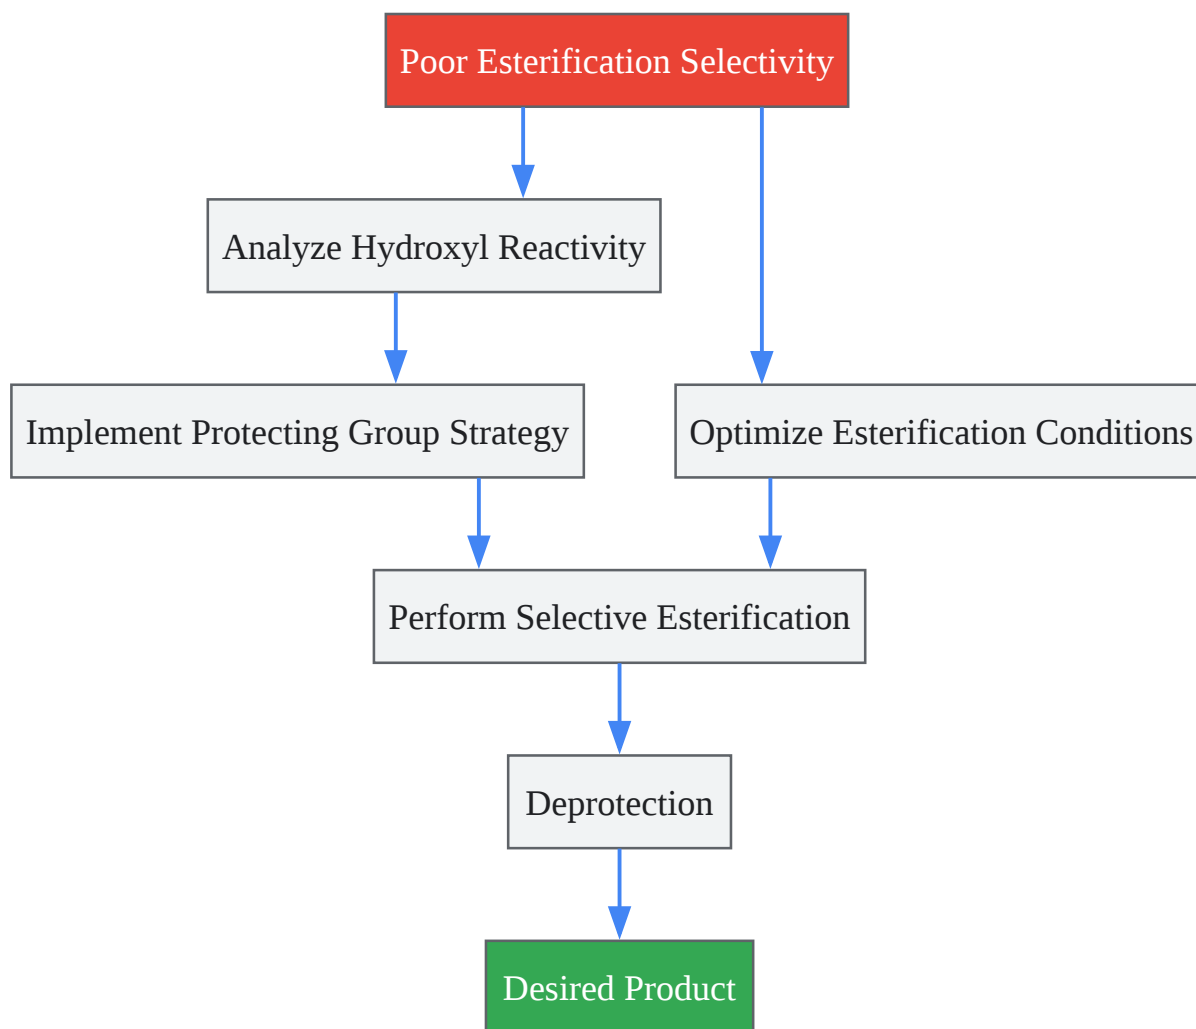 Poor Esterification Selectivity
Analyze Hydroxyl Reactivity
Implement Protecting Group Strategy
Optimize Esterification Conditions
Perform Selective Esterification
Deprotection
Desired Product